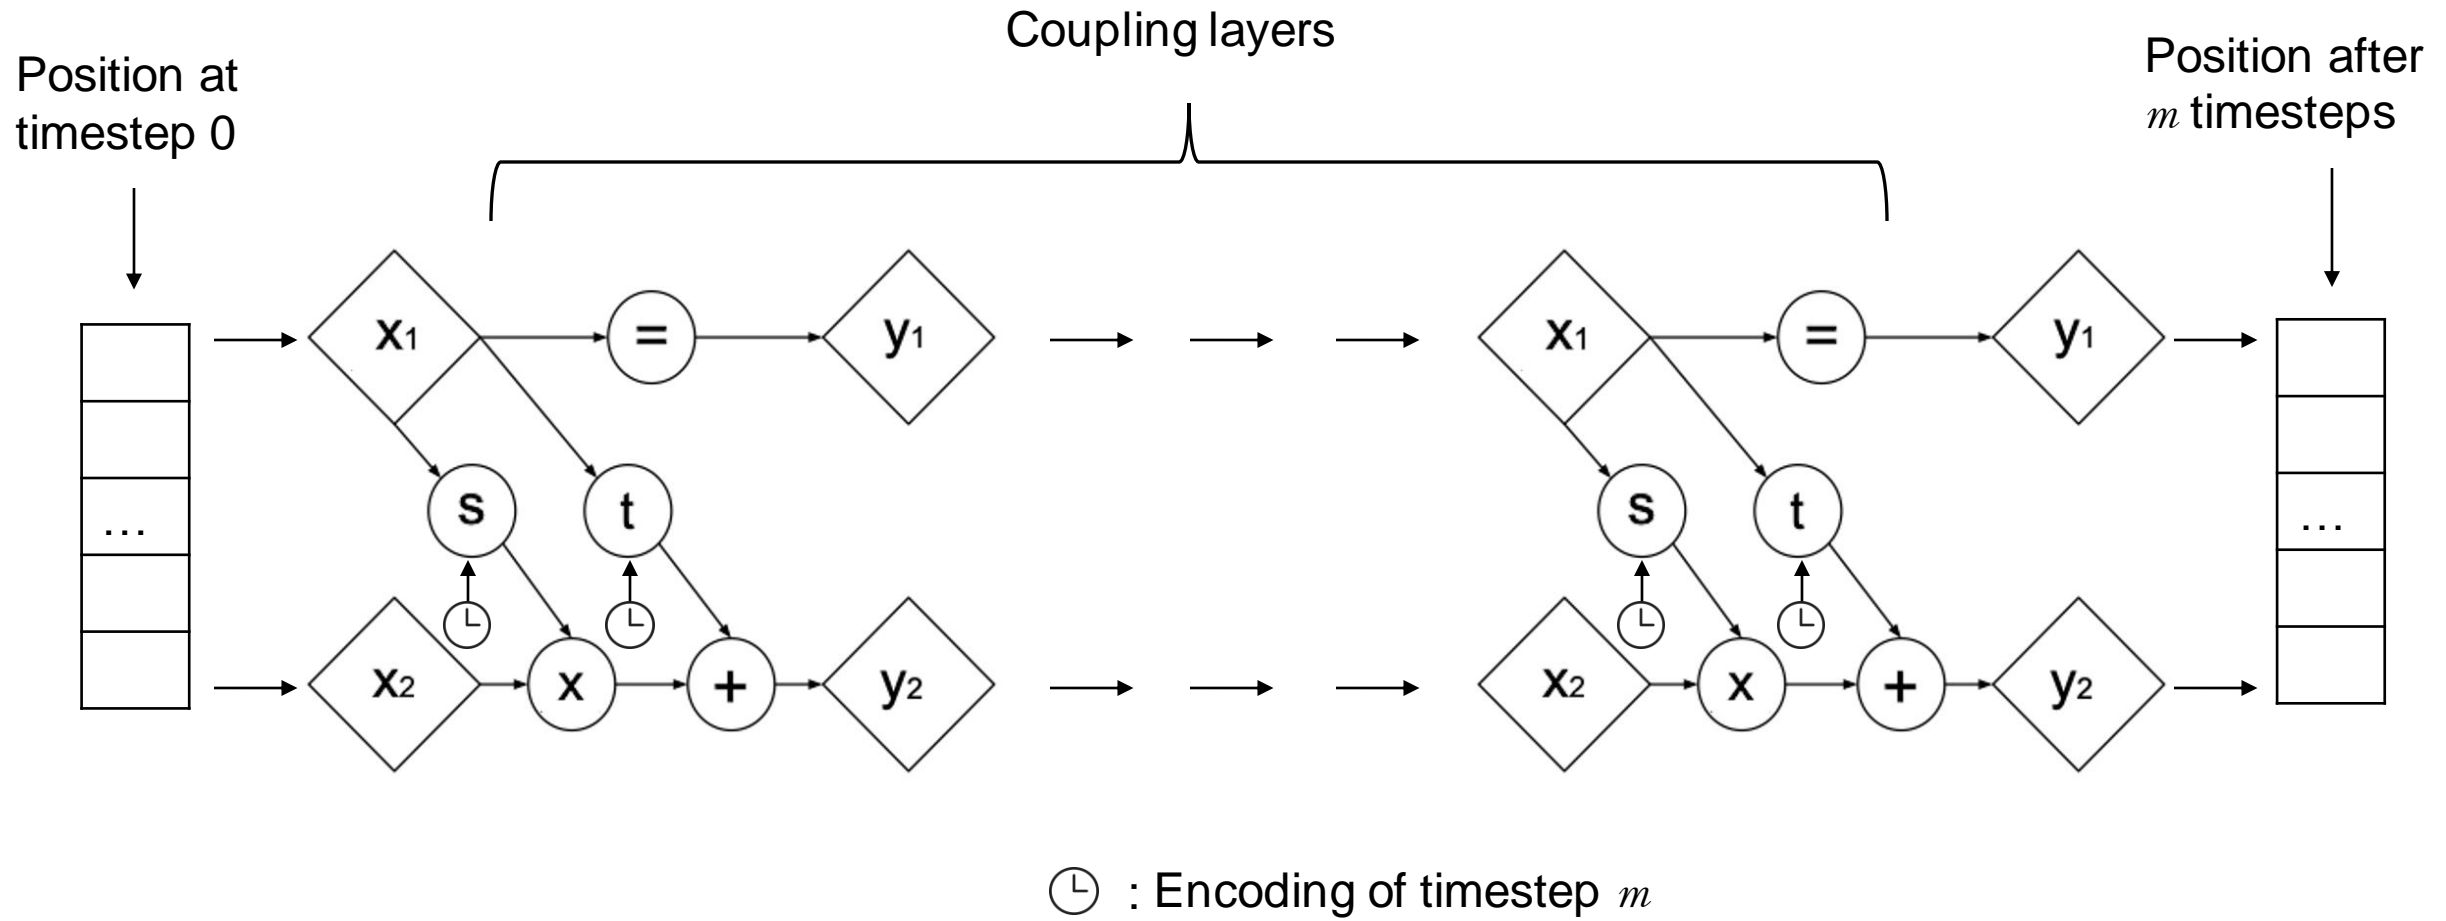 Coupling layers
Position at
timestep 0
Position after
m timesteps
x1
=
y1
x1
=
y1
s
t
s
t
...
...
x2
x
+
y2
x2
x
+
y2
: Encoding of timestep m